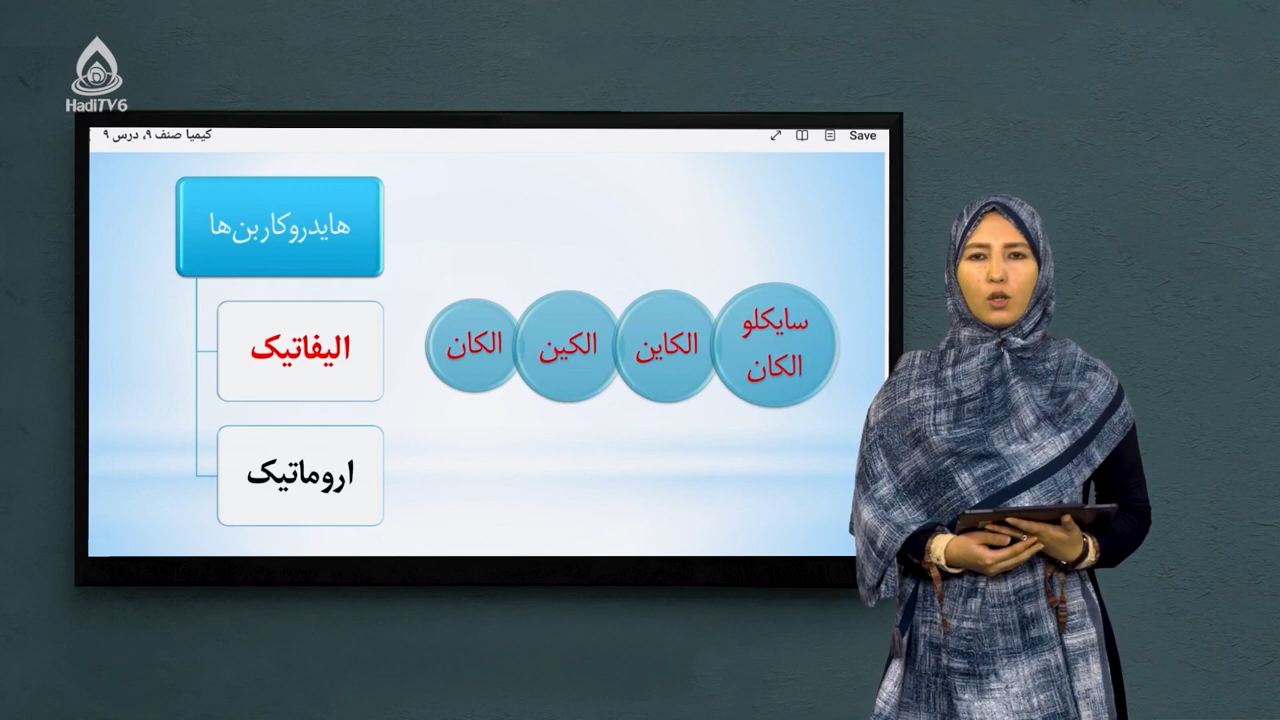 HadiTV6
کیمیا صنف ۹، درس ۹
Save
هایدروکاربن‌ها
الیفاتیک
اروماتیک
الکان
الکین
الکاین
سایکلو
الکان